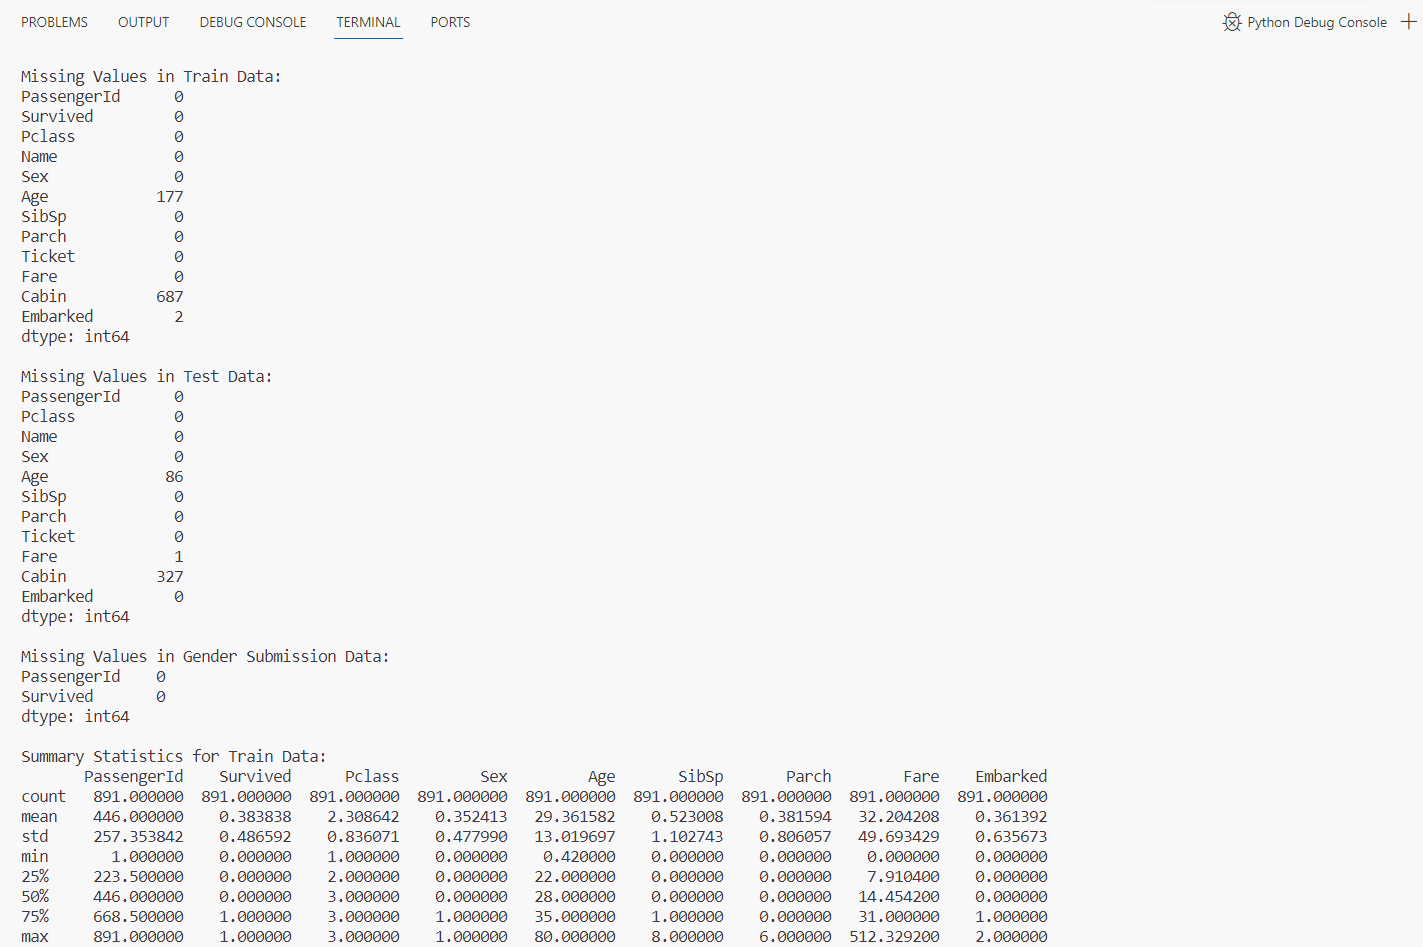 PROBLEMS OUTPUT DEBUG CONSOLE TERMINAL PORTS Python Debug Console
Missing Values in Train Data:
PassengerId 0
Survived 0
Pclass 0
Name 0
Sex 0
Age 177
SibSp 0
Parch 0
Ticket 0
Fare 0
Cabin 687
Embarked 2
dtype: int64
Missing Values in Test Data:
PassengerId 0
Pclass 0
Name 0
Sex 0
Age 86
SibSp 0
Parch 0
Ticket 0
Fare 1
Cabin 327
Embarked 0
dtype: int64
Missing Values in Gender Submission Data:
PassengerId 0
Survived 0
dtype: int64
Summary Statistics for Train Data:
PassengerId Survived Pclass Sex Age SibSp Parch Fare Embarked
count 891.000000 891.000000 891.000000 891.000000 891.000000 891.000000 891.000000 891.000000 891.000000
mean 446.000000 0.383838 2.308642 0.352413 29.361582 0.523008 0.381594 32.204208 0.361392
std 257.353842 0.486592 0.836071 0.477990 13.019697 1.102743 0.806057 49.693429 0.635673
min 1.000000 0.000000 1.000000 0.000000 0.420000 0.000000 0.000000 0.000000 0.000000
25% 223.500000 0.000000 2.000000 0.000000 22.000000 0.000000 0.000000 7.910400 0.000000
50% 446.000000 0.000000 3.000000 0.000000 28.000000 0.000000 0.000000 14.454200 0.000000
75% 668.500000 1.000000 3.000000 1.000000 35.000000 1.000000 0.000000 31.000000 1.000000
max 891.000000 1.000000 3.000000 1.000000 80.000000 8.000000 6.000000 512.329200 2.000000